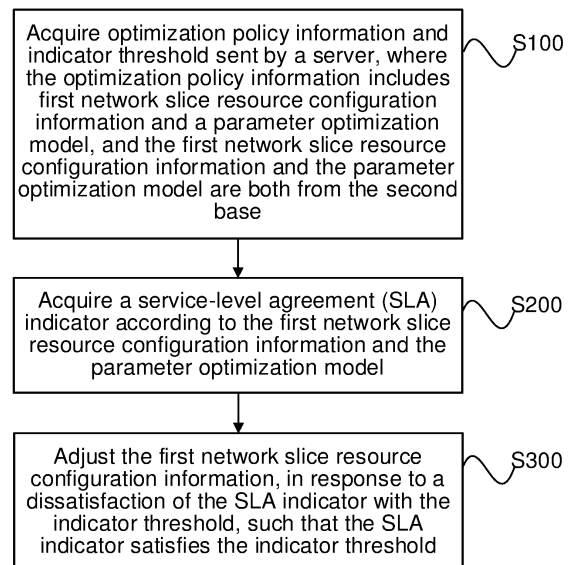 Acquire optimization policy information and
indicator threshold sent by a server, where
the optimization policy information includes
first network slice resource configuration
information and a parameter optimization
model, and the first network slice resource
configuration information and the parameter
optimization model are both from the second
base
S100
Acquire a service-level agreement (SLA)
indicator according to the first network slice
resource configuration information and the
parameter optimization model
S200
Adjust the first network slice resource
configuration information, in response to a
dissatisfaction of the SLA indicator with the
indicator threshold, such that the SLA
indicator satisfies the indicator threshold
S300